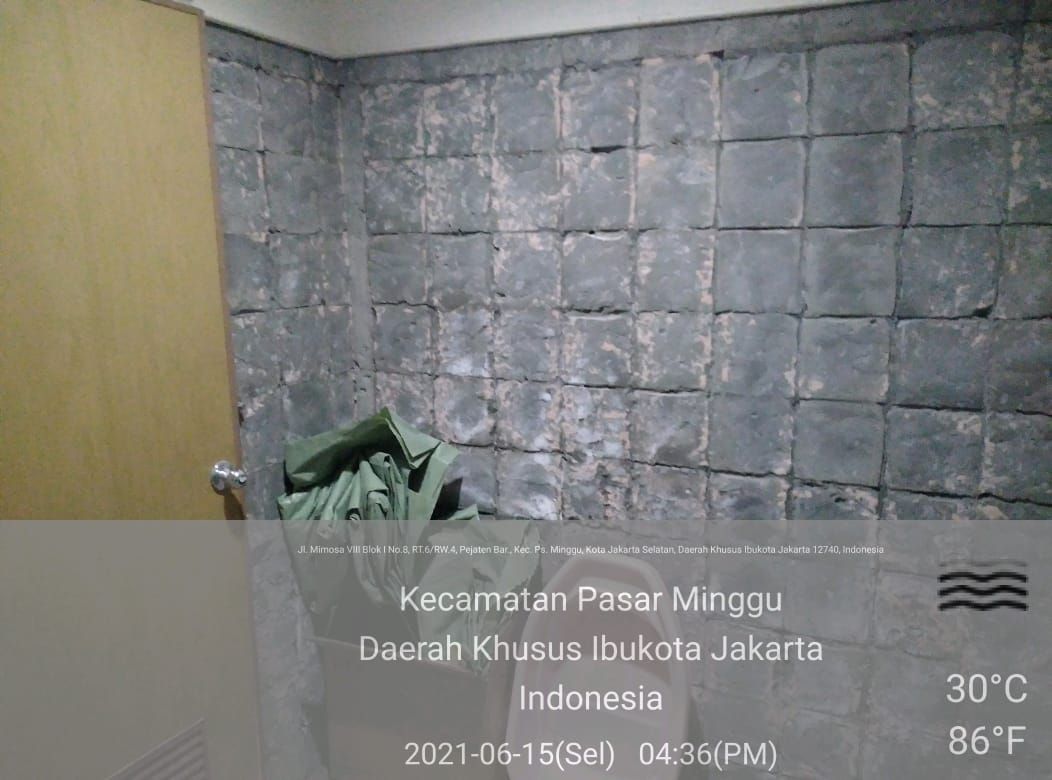 Jl. Mimosa VIII Blok I No.8, RT.6/RW.4, Pejaten Bar., Kec. Ps. Minggu, Kota Jakarta Selatan, Daerah Khusus Ibukota Jakarta 12740, Indonesia
Kecamatan Pasar Minggu
Daerah Khusus Ibukota Jakarta
Indonesia
30°C
86°F
2021-06-15(Sel) 04:36(PM)